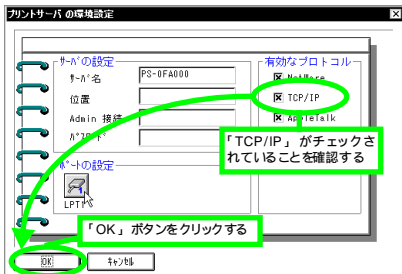 プリントサーバ の環境設定
サーバの設定
サーバ名 PS-0FA000
位置
Admin 接続
パスワード
有効なプロトコル
NetWare
TCP/IP
AppleTalk
「TCP/IP」 がチェックさ
れていることを確認する
ポートの設定
LPT1
「OK」 ボタンをクリックする
OK キャンセル